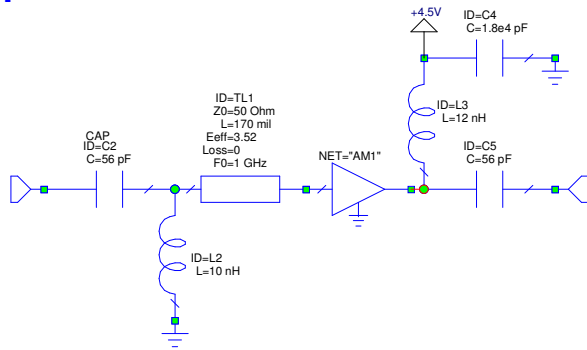 +4.5V
ID=C4
C=1.8e4 pF
ID=TL1
Z0=50 Ohm
L=170 mil
Eeff=3.52
Loss=0
F0=1 GHz
ID=L3
L=12 nH
CAP
ID=C2
C=56 pF
NET="AM1"
ID=C5
C=56 pF
ID=L2
L=10 nH